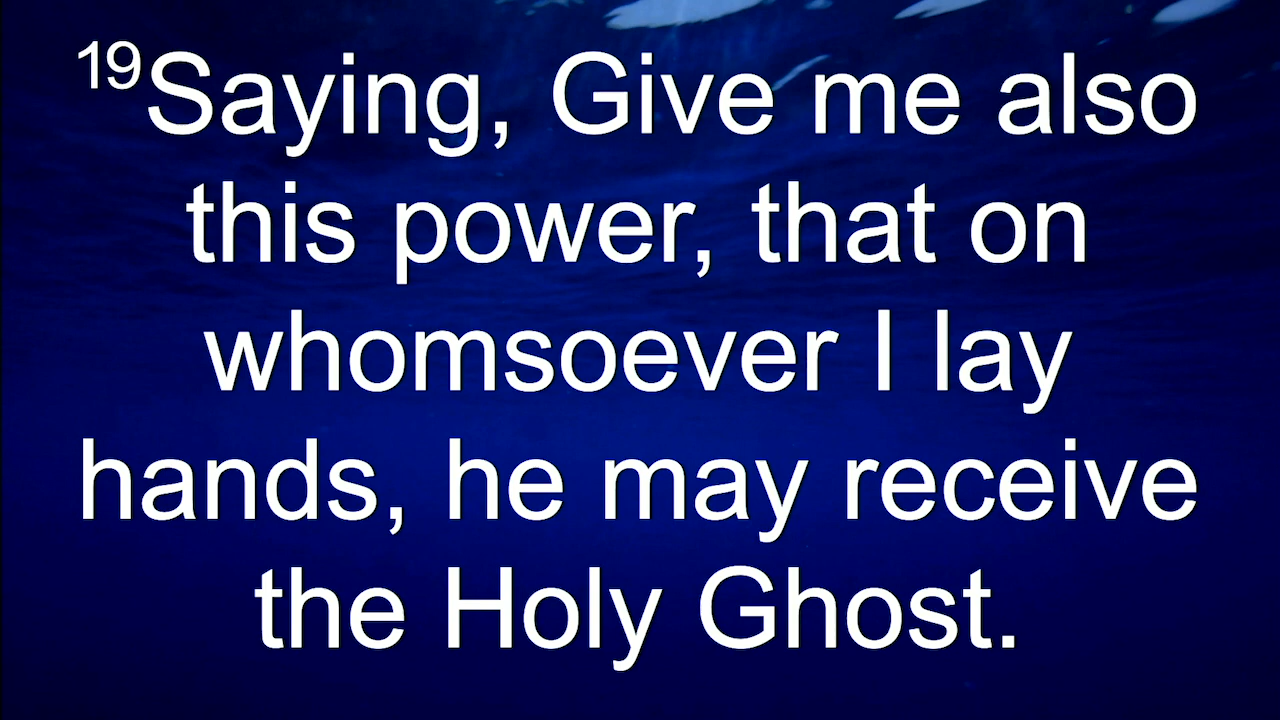 19Saying, Give me also
this power, that on
whomsoever I lay
hands, he may receive
the Holy Ghost.